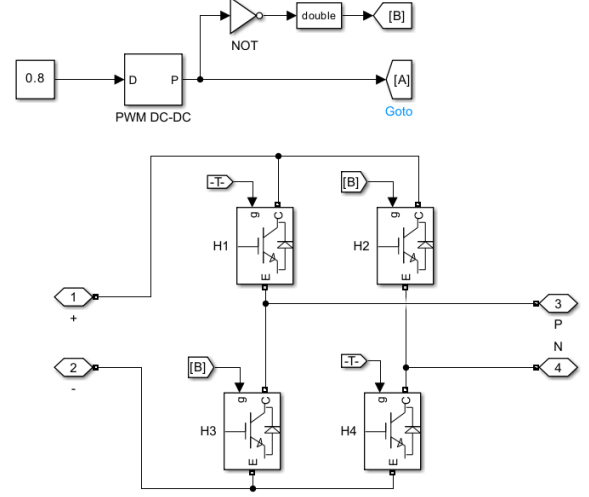 double
[B]
NOT
0.8
D
P
[A]
PWM DC-DC
Goto
-T-
[B]
g
C
g
C
H1
H2
E
E
1
+
3
P
N
2
-
4
[B]
-T-
g
C
g
C
H3
H4
E
E